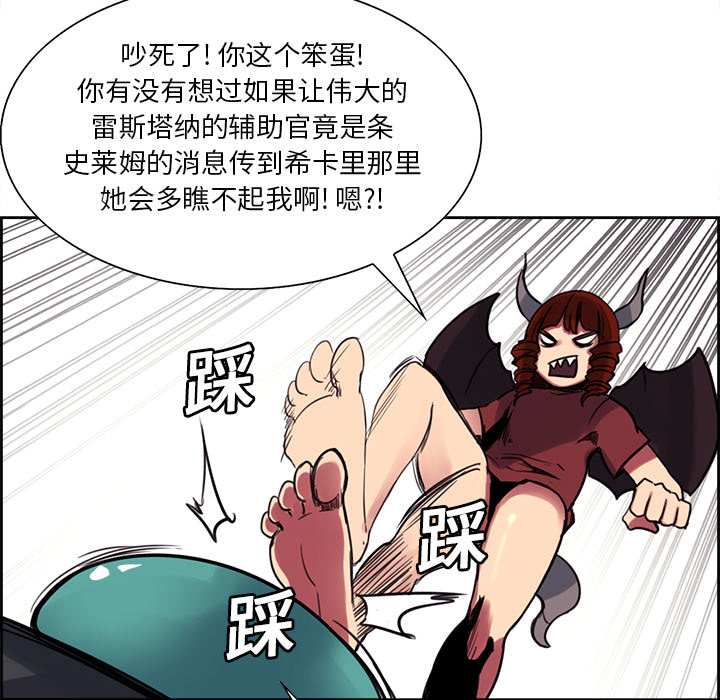 吵死了! 你这个笨蛋!
你有没有想过如果让伟大的
雷斯塔纳的辅助官竟是条
史莱姆的消息传到希卡里那里
她会多瞧不起我啊! 嗯?!
踩
踩
踩